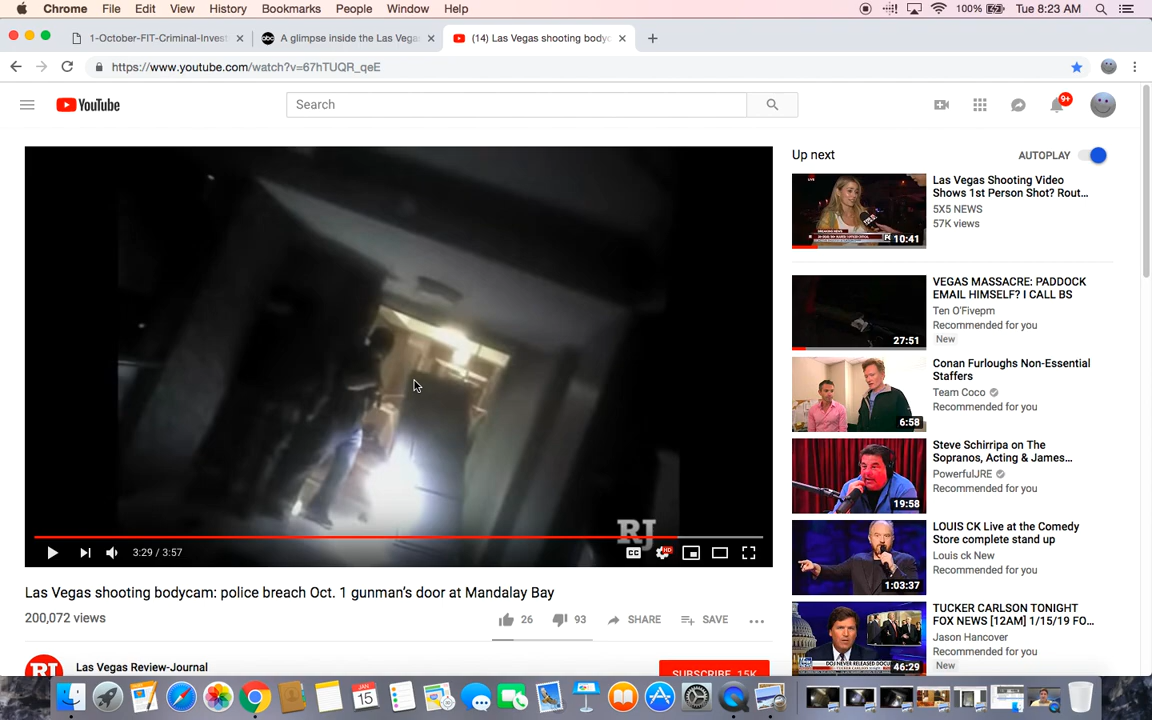 Chrome File Edit View History Bookmarks People Window Help 100% Tue 8:23 AM
1-October-FIT-Criminal-Invest A glimpse inside the Las Vega (14) Las Vegas shooting bodyc
https://www.youtube.com/watch?v=67hTUQR_qeE
YouTube Search 9+
Up next AUTOPLAY
Las Vegas Shooting Video
Shows 1st Person Shot? Rout...
5X5 NEWS
57K views
10:41
VEGAS MASSACRE: PADDOCK
EMAIL HIMSELF? I CALL BS
Ten O'Fivepm
Recommended for you
New
27:51
Conan Furloughs Non-Essential
Staffers
Team Coco
Recommended for you
6:58
Steve Schirripa on The
Sopranos, Acting & James...
PowerfulJRE
Recommended for you
19:58
LOUIS CK Live at the Comedy
Store complete stand up
Louis ck New
Recommended for you
1:03:37
TUCKER CARLSON TONIGHT
FOX NEWS [12AM] 1/15/19 FO...
Jason Hancover
Recommended for you
New
46:29
RJ
3:29 / 3:57 CC HD
Las Vegas shooting bodycam: police breach Oct. 1 gunman's door at Mandalay Bay
200,072 views
26 93 SHARE SAVE
RJ Las Vegas Review-Journal SUBSCRIBE 15K
JAN
15